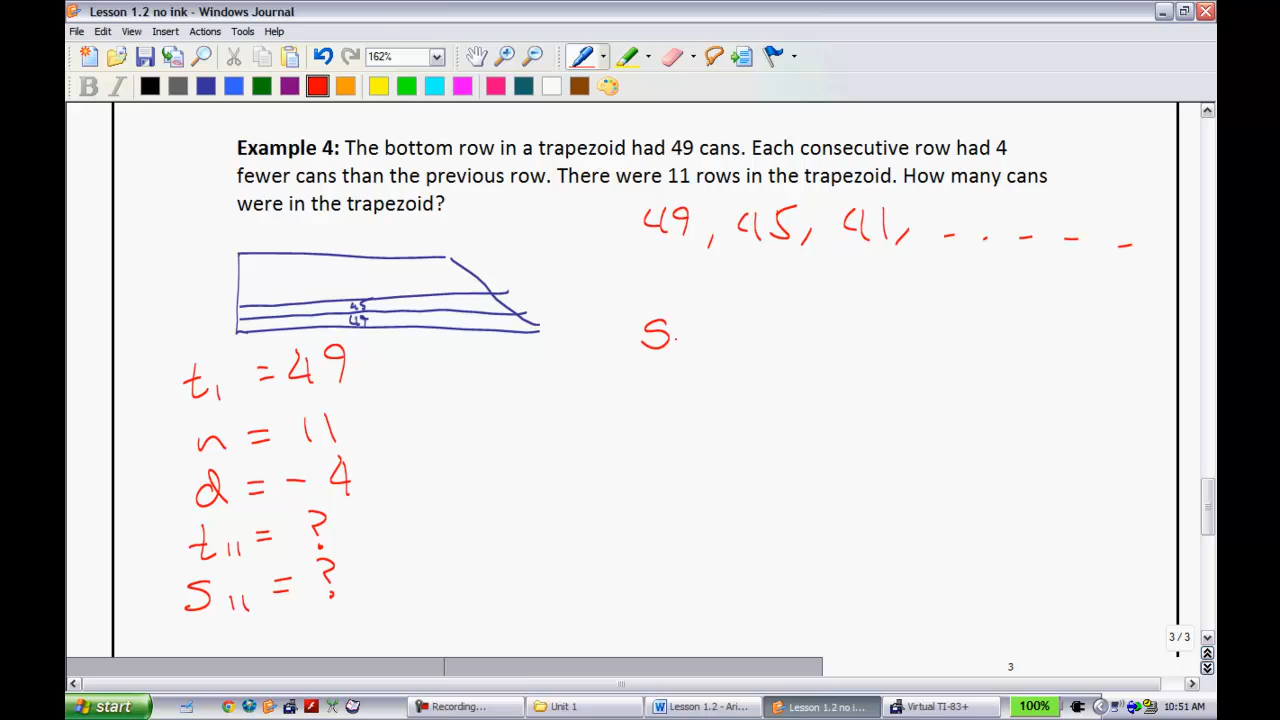 Lesson 1.2 no ink - Windows Journal
File Edit View Insert Actions Tools Help
162%
B I
Example 4: The bottom row in a trapezoid had 49 cans. Each consecutive row had 4
fewer cans than the previous row. There were 11 rows in the trapezoid. How many cans
were in the trapezoid?
49, 45, 41, - . - - -
45
49
S.
t1 = 49
n = 11
d = - 4
t11 = ?
S11 = ?
3 / 3
3
start Recording... Unit 1 Lesson 1.2 - Ari... Lesson 1.2 no i... Virtual TI-83+ 100% 10:51 AM